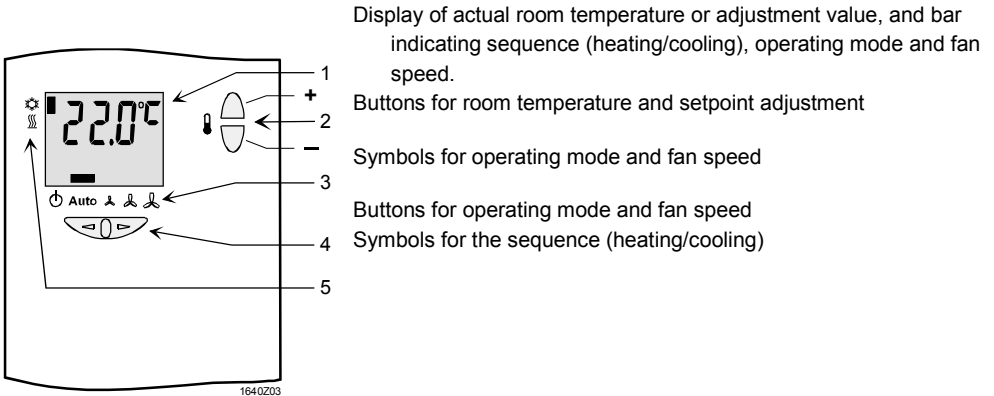 Display of actual room temperature or adjustment value, and bar
indicating sequence (heating/cooling), operating mode and fan
speed.
1
+
22.0°C
2
Buttons for room temperature and setpoint adjustment
–
Symbols for operating mode and fan speed
3
Auto
Buttons for operating mode and fan speed
4
Symbols for the sequence (heating/cooling)
5
1640Z03